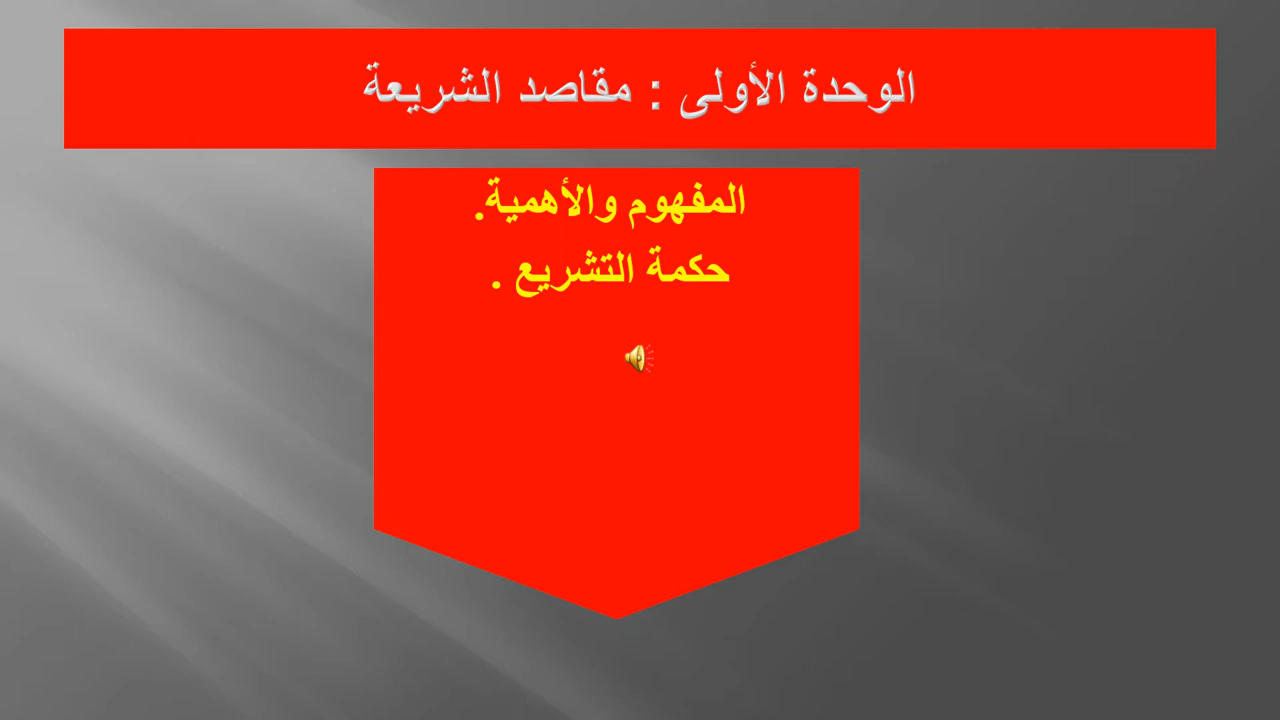 الوحدة الأولى : مقاصد الشريعة
المفهوم والأهمية.
حكمة التشريع .